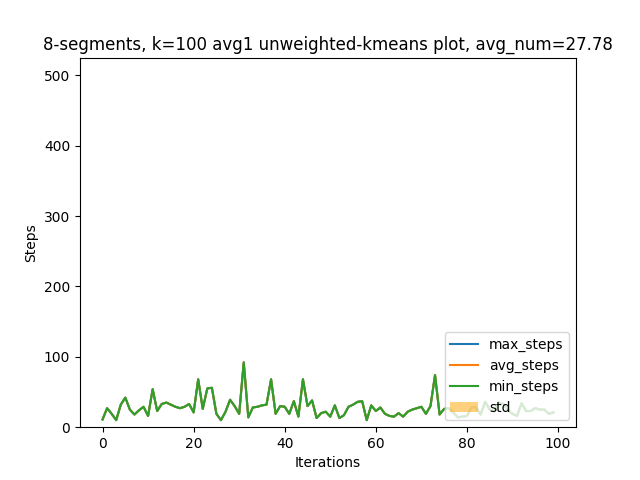 8-segments, k=100 avg1 unweighted-kmeans plot, avg_num=27.78
500
400
300
200
100
0
Steps
max_steps
avg_steps
min_steps
std
0 20 40 60 80 100
Iterations